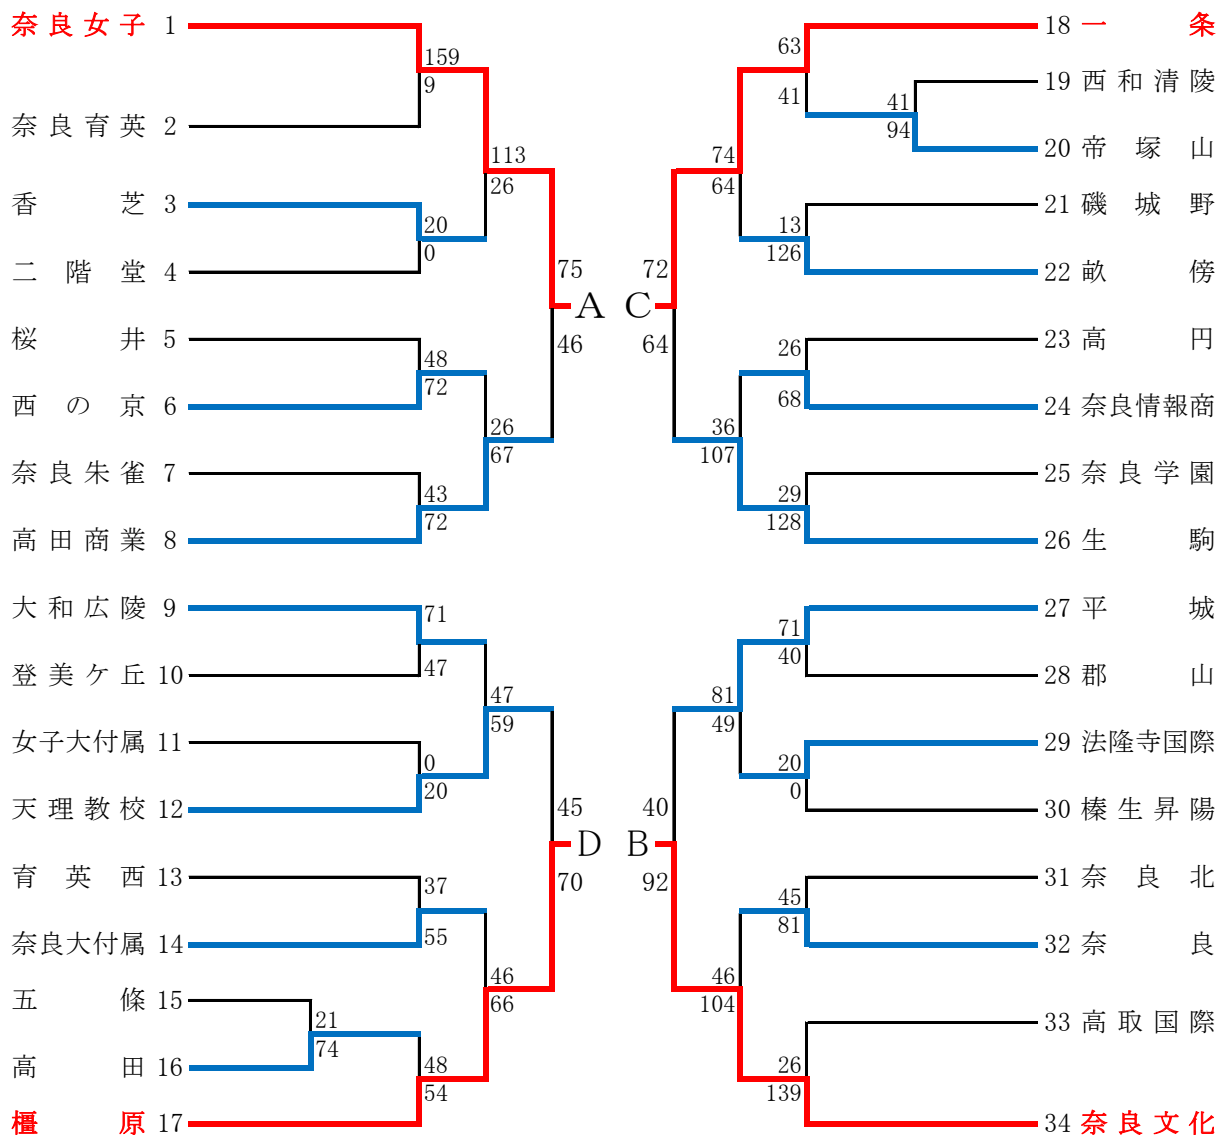 奈良女子 1
159
9
奈良育英 2
113
26
香芝 3
20
0
二階堂 4
75
A
46
桜井 5
48
72
西の京 6
26
67
奈良朱雀 7
43
72
高田商業 8
大和広陵 9
71
47
登美ケ丘 10
47
59
女子大付属 11
0
20
天理教校 12
45
D
70
育英西 13
37
55
奈良大付属 14
46
66
五條 15
21
74
高田 16
48
54
橿原 17
18 一条
63
41
19 西和清陵
41
94
20 帝塚山
74
64
21 磯城野
13
126
22 畝傍
72
C
64
23 高円
26
68
24 奈良情報商
36
107
25 奈良学園
29
128
26 生駒
27 平城
71
40
28 郡山
81
49
29 法隆寺国際
20
0
30 榛生昇陽
40
B
92
31 奈良北
45
81
32 奈良
46
104
33 高取国際
26
139
34 奈良文化